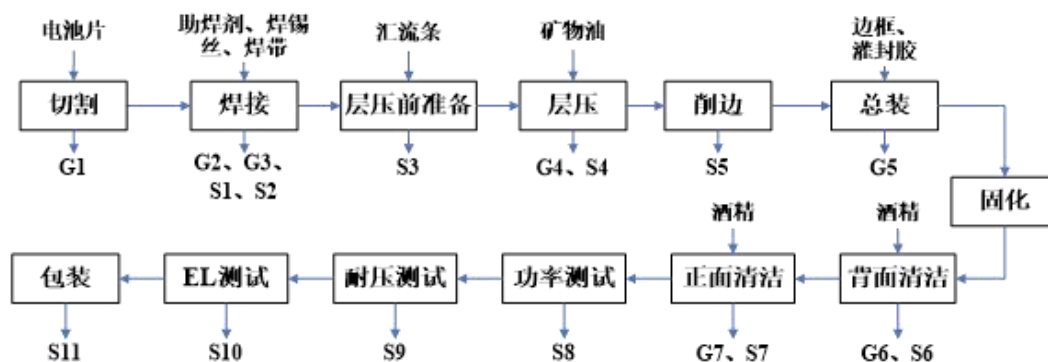 电池片
助焊剂、焊锡
丝、焊带
汇流条
矿物油
边框、
灌封胶
切割
焊接
层压前准备
层压
削边
总装
G1
G2、G3、
S1、S2
S3
G4、S4
S5
G5
固化
酒精
酒精
包装
EL测试
耐压测试
功率测试
正面清洁
背面清洁
S11
S10
S9
S8
G7、S7
G6、S6